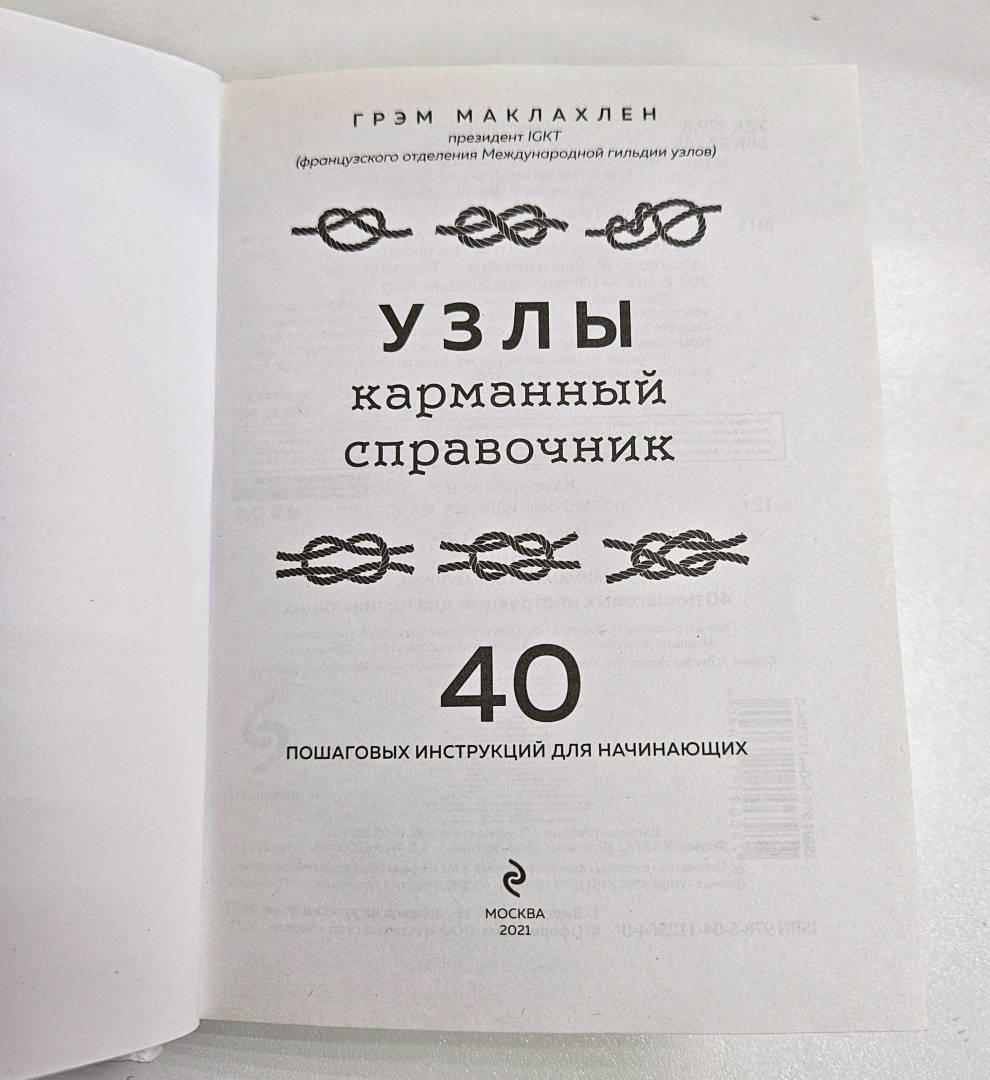 ГРЭМ МАКЛАХЛЕН
президент IGKT
(французского отделения Международной гильдии узлов)
УЗЛЫ
карманный
справочник
40
ПОШАГОВЫХ ИНСТРУКЦИЙ ДЛЯ НАЧИНАЮЩИХ
МОСКВА
2021